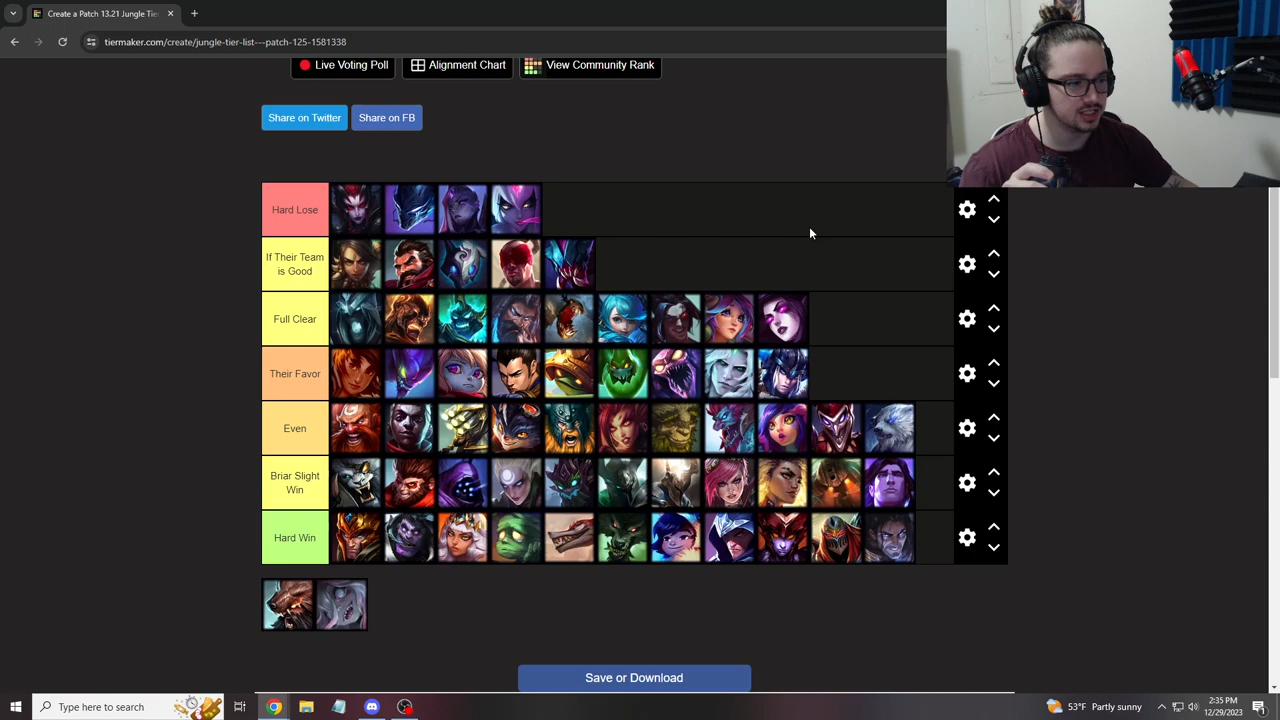 Create a Patch 13.21 Jungle Tie
tiermaker.com/create/jungle-tier-list---patch-125-1581338
Live Voting Poll
Alignment Chart
View Community Rank
Share on Twitter
Share on FB
Hard Lose
If Their Team
is Good
Full Clear
Their Favor
Even
Briar Slight
Win
Hard Win
Save or Download
Type here to search
53°F Partly sunny
2:35 PM
12/29/2023
1